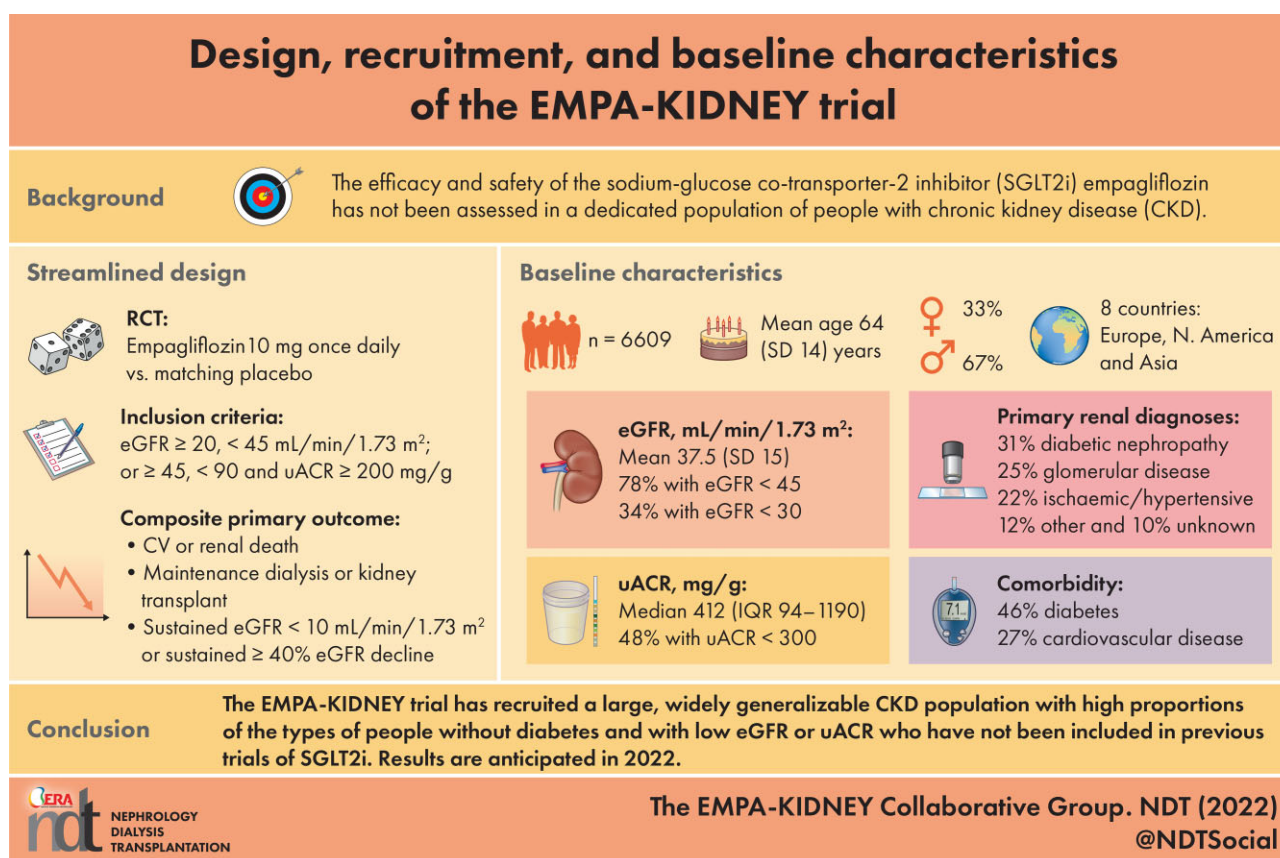 Design, recruitment, and baseline characteristics
of the EMPA-KIDNEY trial
Background
The efficacy and safety of the sodium-glucose co-transporter-2 inhibitor (SGLT2i) empagliflozin
has not been assessed in a dedicated population of people with chronic kidney disease (CKD).
Streamlined design
RCT:
Empagliflozin10 mg once daily
vs. matching placebo
Inclusion criteria:
eGFR ≥ 20, < 45 mL/min/1.73 m²;
or ≥ 45, < 90 and uACR ≥ 200 mg/g
Composite primary outcome:
• CV or renal death
• Maintenance dialysis or kidney
transplant
• Sustained eGFR < 10 mL/min/1.73 m²
or sustained ≥ 40% eGFR decline
Baseline characteristics
n = 6609
Mean age 64
(SD 14) years
33%
67%
8 countries:
Europe, N. America
and Asia
eGFR, mL/min/1.73 m²:
Mean 37.5 (SD 15)
78% with eGFR < 45
34% with eGFR < 30
Primary renal diagnoses:
31% diabetic nephropathy
25% glomerular disease
22% ischaemic/hypertensive
12% other and 10% unknown
uACR, mg/g:
Median 412 (IQR 94–1190)
48% with uACR < 300
7.1
Comorbidity:
46% diabetes
27% cardiovascular disease
Conclusion
The EMPA-KIDNEY trial has recruited a large, widely generalizable CKD population with high proportions
of the types of people without diabetes and with low eGFR or uACR who have not been included in previous
trials of SGLT2i. Results are anticipated in 2022.
ERA
ndt
NEPHROLOGY
DIALYSIS
TRANSPLANTATION
The EMPA-KIDNEY Collaborative Group. NDT (2022)
@NDTSocial